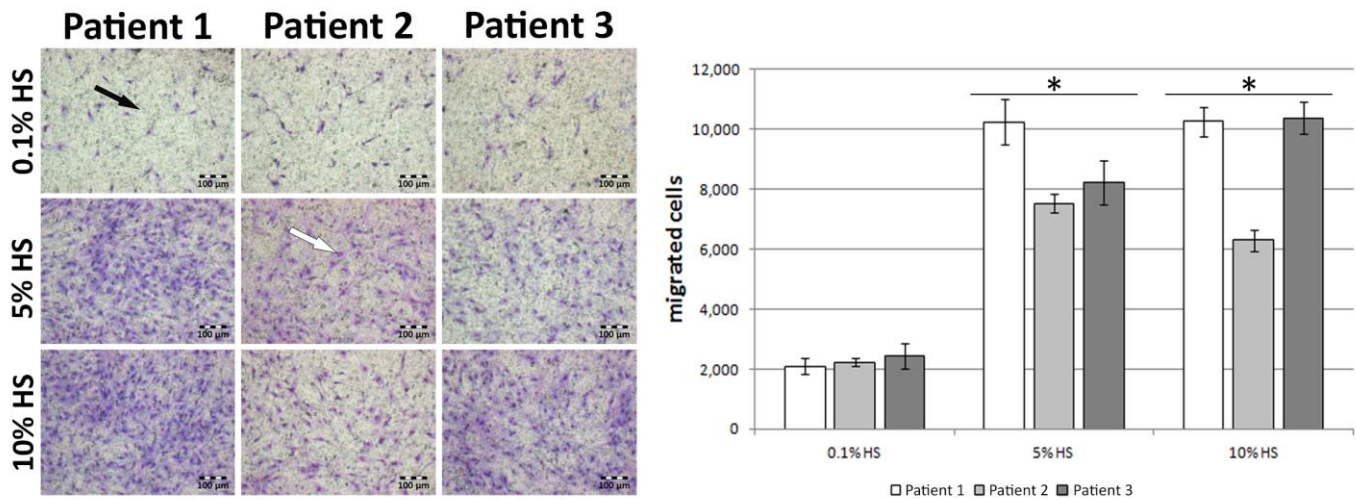 Patient 1 Patient 2 Patient 3
0.1% HS
100 µm 100 µm 100 µm
5% HS
100 µm 100 µm 100 µm
10% HS
100 µm 100 µm 100 µm
migrated cells
12,000
10,000
8,000
6,000
4,000
2,000
0
* *
0.1% HS 5% HS 10% HS
Patient 1 Patient 2 Patient 3